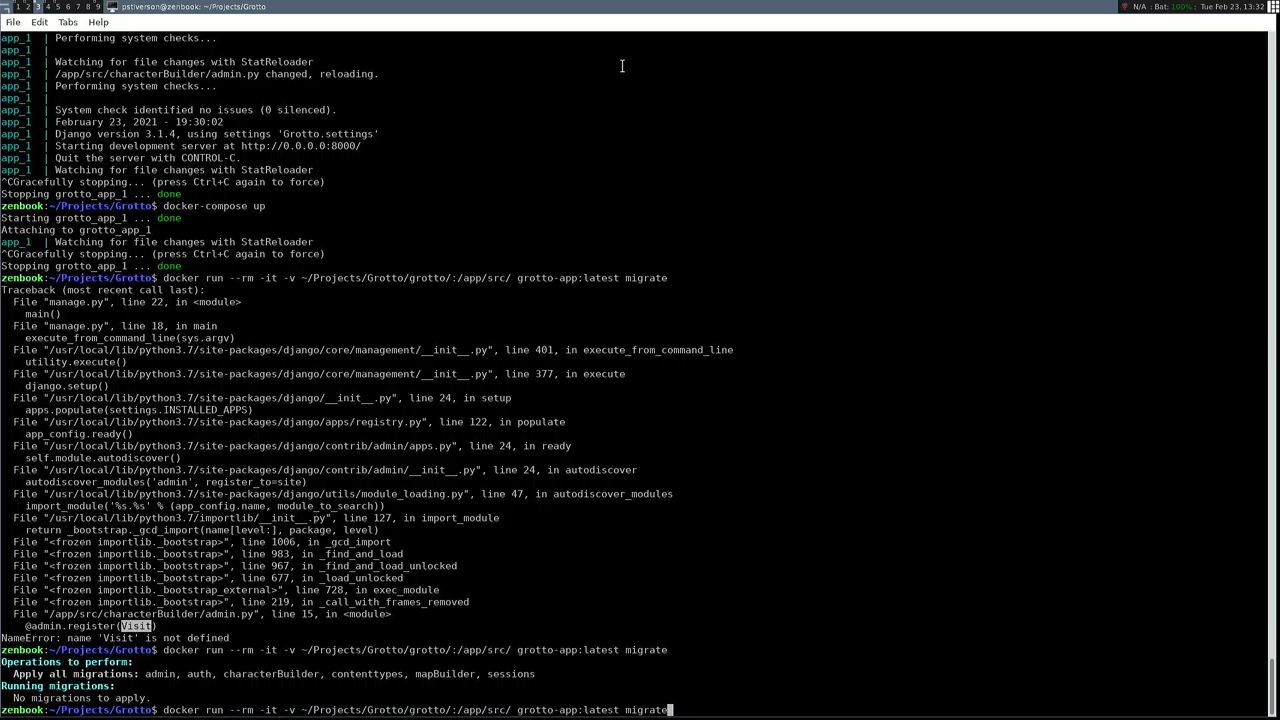 1 2 3 4 5 6 7 8 9 pstiverson@zenbook: ~/Projects/Grotto N/A : Bat: 100% : Tue Feb 23, 13:32
File Edit Tabs Help
app_1 | Performing system checks...
app_1 |
app_1 | Watching for file changes with StatReloader
app_1 | /app/src/characterBuilder/admin.py changed, reloading.
app_1 | Performing system checks...
app_1 |
app_1 | System check identified no issues (0 silenced).
app_1 | February 23, 2021 - 19:30:02
app_1 | Django version 3.1.4, using settings 'Grotto.settings'
app_1 | Starting development server at http://0.0.0.0:8000/
app_1 | Quit the server with CONTROL-C.
app_1 | Watching for file changes with StatReloader
^CGracefully stopping... (press Ctrl+C again to force)
Stopping grotto_app_1 ... done
zenbook:~/Projects/Grotto$ docker-compose up
Starting grotto_app_1 ... done
Attaching to grotto_app_1
app_1 | Watching for file changes with StatReloader
^CGracefully stopping... (press Ctrl+C again to force)
Stopping grotto_app_1 ... done
zenbook:~/Projects/Grotto$ docker run --rm -it -v ~/Projects/Grotto/grotto/:/app/src/ grotto-app:latest migrate
Traceback (most recent call last):
File "manage.py", line 22, in <module>
main()
File "manage.py", line 18, in main
execute_from_command_line(sys.argv)
File "/usr/local/lib/python3.7/site-packages/django/core/management/__init__.py", line 401, in execute_from_command_line
utility.execute()
File "/usr/local/lib/python3.7/site-packages/django/core/management/__init__.py", line 377, in execute
django.setup()
File "/usr/local/lib/python3.7/site-packages/django/__init__.py", line 24, in setup
apps.populate(settings.INSTALLED_APPS)
File "/usr/local/lib/python3.7/site-packages/django/apps/registry.py", line 122, in populate
app_config.ready()
File "/usr/local/lib/python3.7/site-packages/django/contrib/admin/apps.py", line 24, in ready
self.module.autodiscover()
File "/usr/local/lib/python3.7/site-packages/django/contrib/admin/__init__.py", line 24, in autodiscover
autodiscover_modules('admin', register_to=site)
File "/usr/local/lib/python3.7/site-packages/django/utils/module_loading.py", line 47, in autodiscover_modules
import_module('%s.%s' % (app_config.name, module_to_search))
File "/usr/local/lib/python3.7/importlib/__init__.py", line 127, in import_module
return _bootstrap._gcd_import(name[level:], package, level)
File "<frozen importlib._bootstrap>", line 1006, in _gcd_import
File "<frozen importlib._bootstrap>", line 983, in _find_and_load
File "<frozen importlib._bootstrap>", line 967, in _find_and_load_unlocked
File "<frozen importlib._bootstrap>", line 677, in _load_unlocked
File "<frozen importlib._bootstrap_external>", line 728, in exec_module
File "<frozen importlib._bootstrap>", line 219, in _call_with_frames_removed
File "/app/src/characterBuilder/admin.py", line 15, in <module>
@admin.register(Visit)
NameError: name 'Visit' is not defined
zenbook:~/Projects/Grotto$ docker run --rm -it -v ~/Projects/Grotto/grotto/:/app/src/ grotto-app:latest migrate
Operations to perform:
Apply all migrations: admin, auth, characterBuilder, contenttypes, mapBuilder, sessions
Running migrations:
No migrations to apply.
zenbook:~/Projects/Grotto$ docker run --rm -it -v ~/Projects/Grotto/grotto/:/app/src/ grotto-app:latest migrate